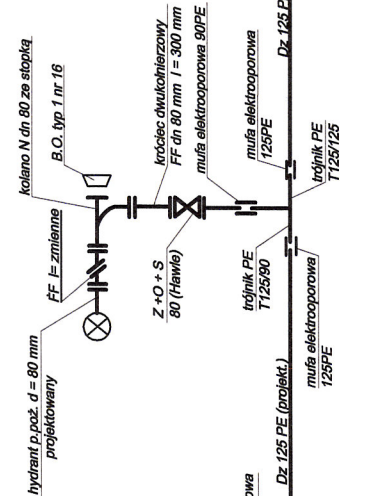 kolano N dn 80 ze stopką
B.O. typ 1 nr 16
króciec dwukołnierzowy
FF dn 80 mm l = 300 mm
mufa elektrooporowa 90PE
mufa elektrooporowa
125PE
Dz 125 P
FF l= zmienne
hydrant p.poż. d = 80 mm
projektowany
Z +O + S
80 (Hawle)
trójnik PE
T125/90
trójnik PE
T125/125
mufa elektrooporowa
125PE
Dz 125 PE (projekt.)
owa